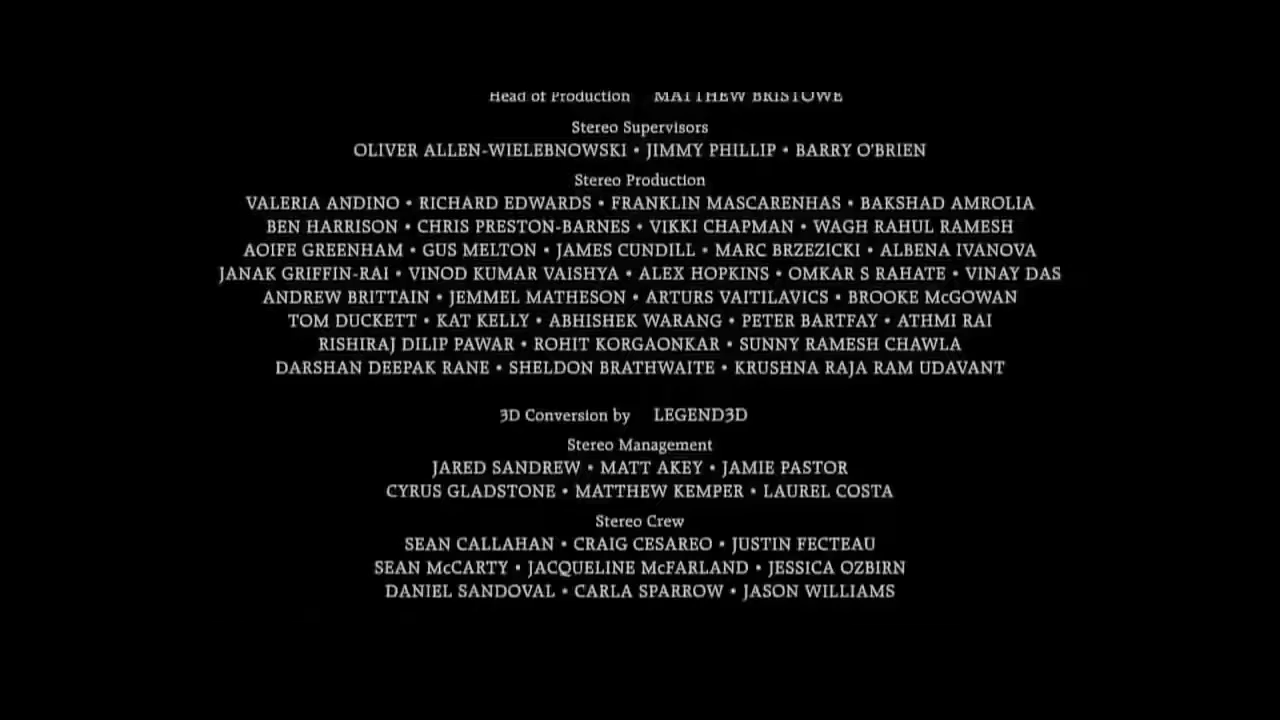 Head of Production MATTHEW BRISTOWE
Stereo Supervisors
OLIVER ALLEN-WIELEBNOWSKI • JIMMY PHILLIP • BARRY O'BRIEN
Stereo Production
VALERIA ANDINO • RICHARD EDWARDS • FRANKLIN MASCARENHAS • BAKSHAD AMROLIA
BEN HARRISON • CHRIS PRESTON-BARNES • VIKKI CHAPMAN • WAGH RAHUL RAMESH
AOIFE GREENHAM • GUS MELTON • JAMES CUNDILL • MARC BRZEZICKI • ALBENA IVANOVA
JANAK GRIFFIN-RAI • VINOD KUMAR VAISHYA • ALEX HOPKINS • OMKAR S RAHATE • VINAY DAS
ANDREW BRITTAIN • JEMMEL MATHESON • ARTURS VAITILAVICS • BROOKE McGOWAN
TOM DUCKETT • KAT KELLY • ABHISHEK WARANG • PETER BARTFAY • ATHMI RAI
RISHIRAJ DILIP PAWAR • ROHIT KORGAONKAR • SUNNY RAMESH CHAWLA
DARSHAN DEEPAK RANE • SHELDON BRATHWAITE • KRUSHNA RAJA RAM UDAVANT
3D Conversion by LEGEND3D
Stereo Management
JARED SANDREW • MATT AKEY • JAMIE PASTOR
CYRUS GLADSTONE • MATTHEW KEMPER • LAUREL COSTA
Stereo Crew
SEAN CALLAHAN • CRAIG CESAREO • JUSTIN FECTEAU
SEAN McCARTY • JACQUELINE McFARLAND • JESSICA OZBIRN
DANIEL SANDOVAL • CARLA SPARROW • JASON WILLIAMS